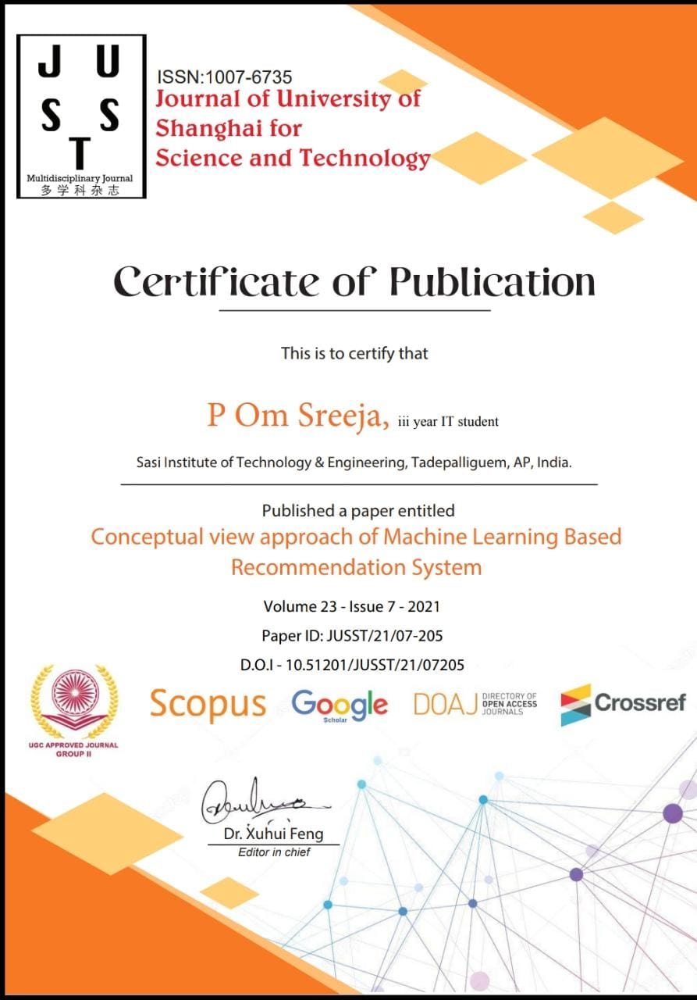 J U
S S
T
Multidisciplinary Journal
多学科杂志
ISSN:1007-6735
Journal of University of
Shanghai for
Science and Technology
Certificate of Publication
This is to certify that
P Om Sreeja, iii year IT student
Sasi Institute of Technology & Engineering, Tadepalliguem, AP, India.
Published a paper entitled
Conceptual view approach of Machine Learning Based
Recommendation System
Volume 23 - Issue 7 - 2021
Paper ID: JUSST/21/07-205
D.O.I - 10.51201/JUSST/21/07205
UGC APPROVED JOURNAL
GROUP II
Scopus
Google
Scholar
DOAJ
DIRECTORY OF
OPEN ACCESS
JOURNALS
Crossref
Dr. Xuhui Feng
Editor in chief